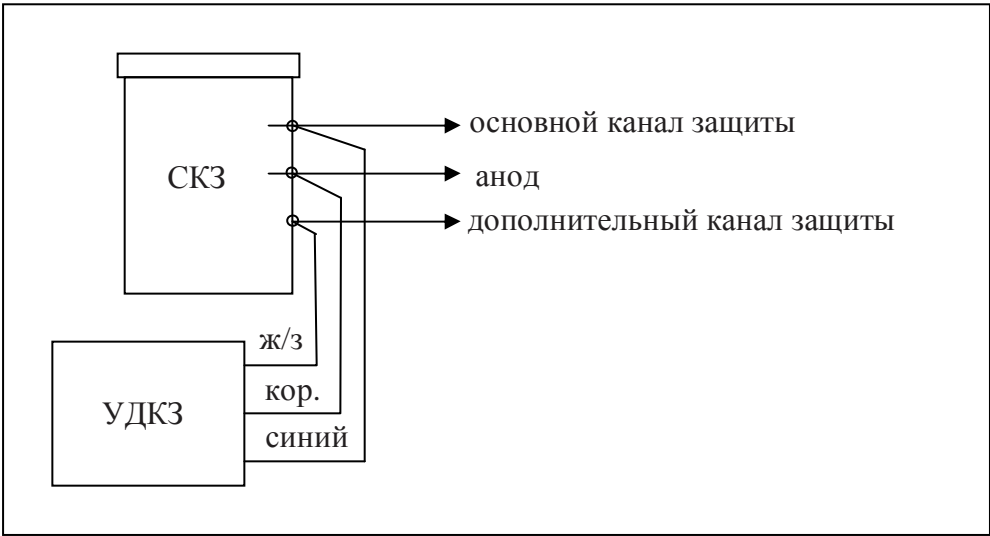 основной канал защиты
СКЗ
анод
дополнительный канал защиты
ж/з
кор.
УДКЗ
синий